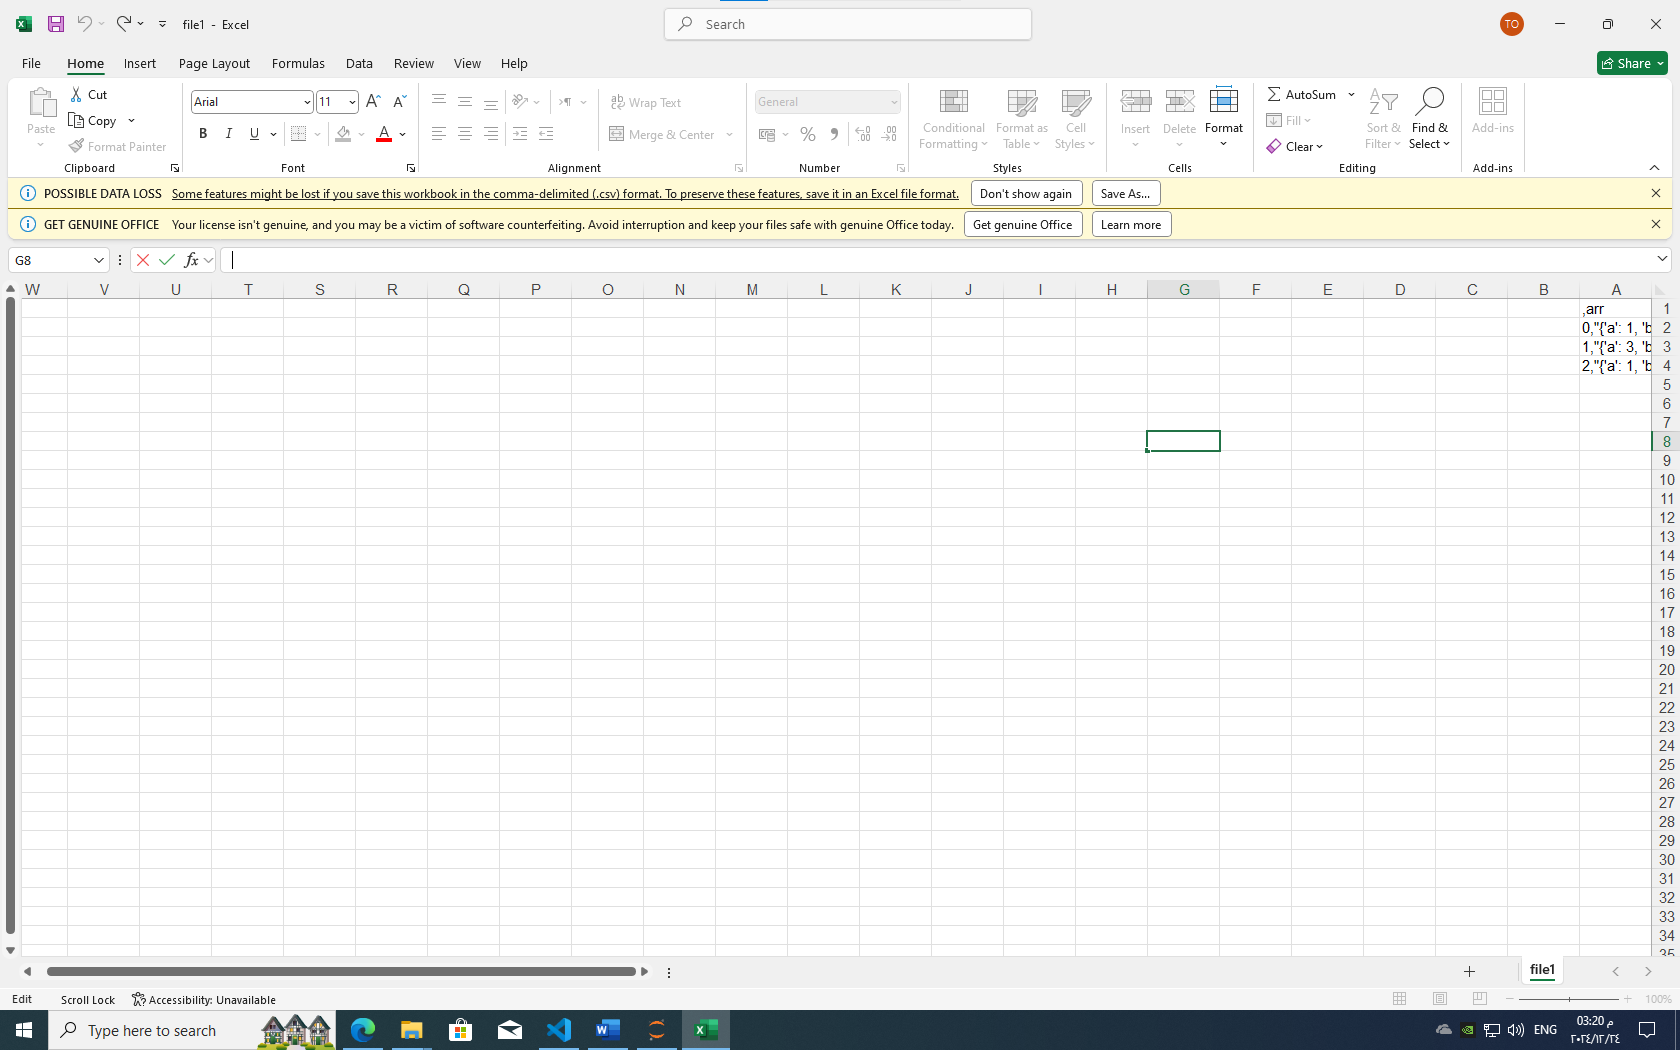 file1 - Excel
Search
TO
File Home Insert Page Layout Formulas Data Review View Help
Share
Paste
Cut
Copy
Format Painter
Clipboard
Arial 11
B I U
Font
Wrap Text
Merge & Center
Alignment
General
Number
Conditional Formatting
Format as Table
Cell Styles
Styles
Insert
Delete
Format
Cells
AutoSum
Fill
Clear
Sort & Filter
Find & Select
Editing
Add-ins
Add-ins
POSSIBLE DATA LOSS Some features might be lost if you save this workbook in the comma-delimited (.csv) format. To preserve these features, save it in an Excel file format. Don't show again Save As...
GET GENUINE OFFICE Your license isn't genuine, and you may be a victim of software counterfeiting. Avoid interruption and keep your files safe with genuine Office today. Get genuine Office Learn more
G8 fx
W V U T S R Q P O N M L K J I H G F E D C B A
,arr 1
0,"{'a': 1, 'b 2
1,"{'a': 3, 'b 3
2,"{'a': 1, 'b 4
5
6
7
8
9
10
11
12
13
14
15
16
17
18
19
20
21
22
23
24
25
26
27
28
29
30
31
32
33
34
35
file1
Edit Scroll Lock Accessibility: Unavailable 100%
Type here to search
ENG
03:20 م
٢٠٢٤/١٢/٢٤